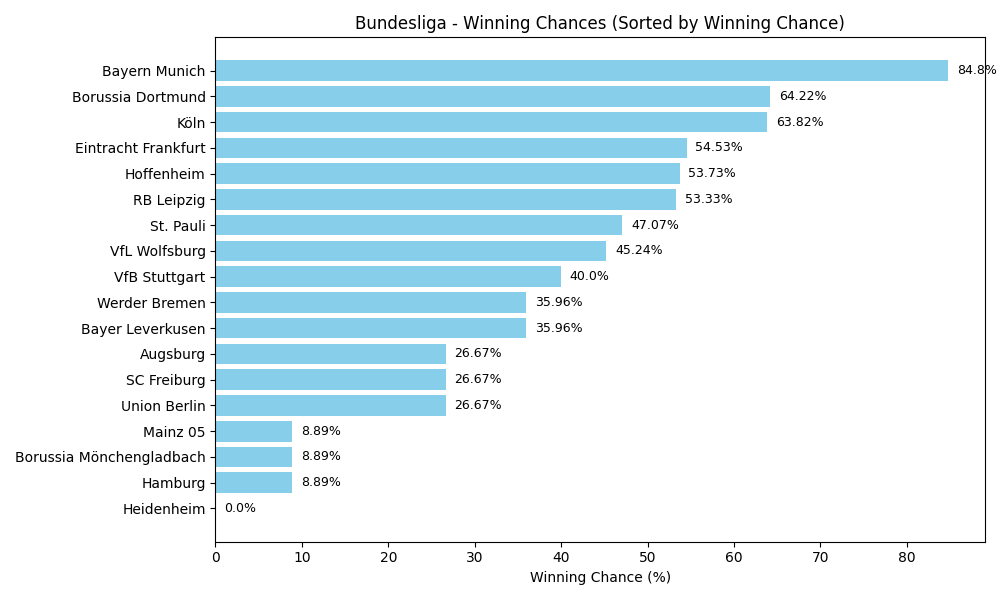 Bundesliga - Winning Chances (Sorted by Winning Chance)
Bayern Munich 84.8%
Borussia Dortmund 64.22%
Köln 63.82%
Eintracht Frankfurt 54.53%
Hoffenheim 53.73%
RB Leipzig 53.33%
St. Pauli 47.07%
VfL Wolfsburg 45.24%
VfB Stuttgart 40.0%
Werder Bremen 35.96%
Bayer Leverkusen 35.96%
Augsburg 26.67%
SC Freiburg 26.67%
Union Berlin 26.67%
Mainz 05 8.89%
Borussia Mönchengladbach 8.89%
Hamburg 8.89%
Heidenheim 0.0%
0 10 20 30 40 50 60 70 80
Winning Chance (%)